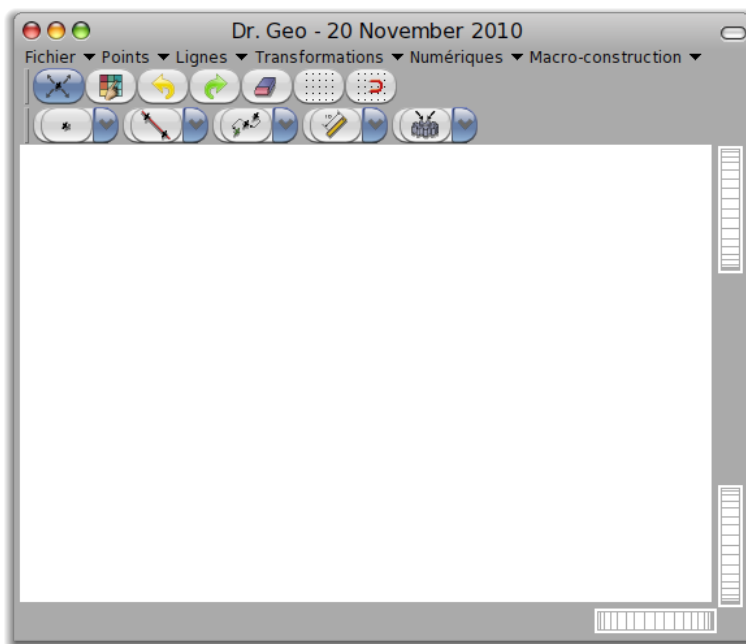 Dr. Geo - 20 November 2010
Fichier Points Lignes Transformations Numériques Macro-construction